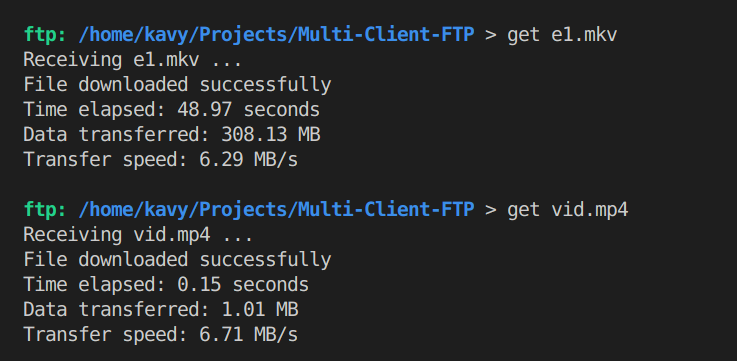 ftp: /home/kavy/Projects/Multi-Client-FTP > get e1.mkv
Receiving e1.mkv ...
File downloaded successfully
Time elapsed: 48.97 seconds
Data transferred: 308.13 MB
Transfer speed: 6.29 MB/s
ftp: /home/kavy/Projects/Multi-Client-FTP > get vid.mp4
Receiving vid.mp4 ...
File downloaded successfully
Time elapsed: 0.15 seconds
Data transferred: 1.01 MB
Transfer speed: 6.71 MB/s